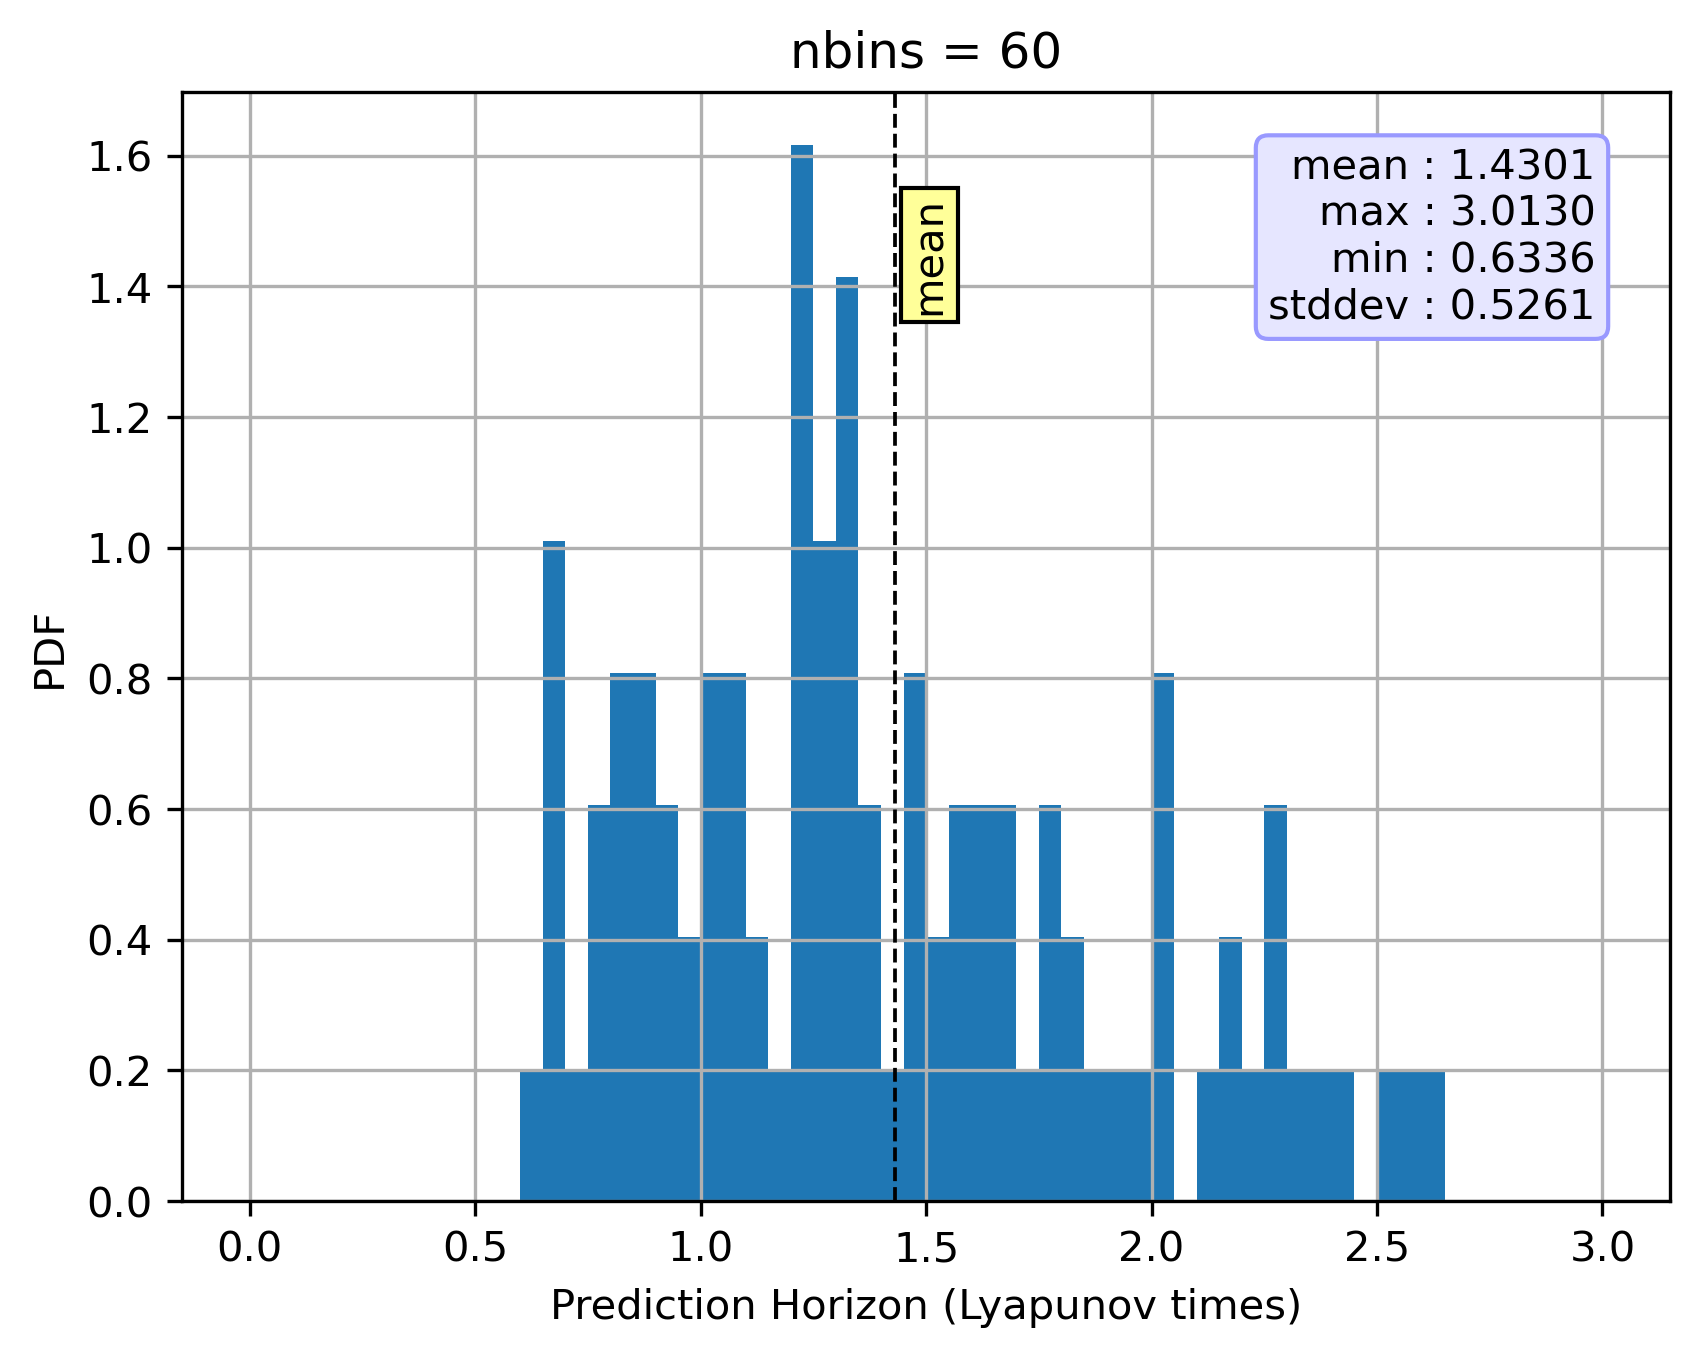 nbins = 60
mean : 1.4301
max : 3.0130
min : 0.6336
stddev : 0.5261
mean
PDF
1.6
1.4
1.2
1.0
0.8
0.6
0.4
0.2
0.0
0.0 0.5 1.0 1.5 2.0 2.5 3.0
Prediction Horizon (Lyapunov times)